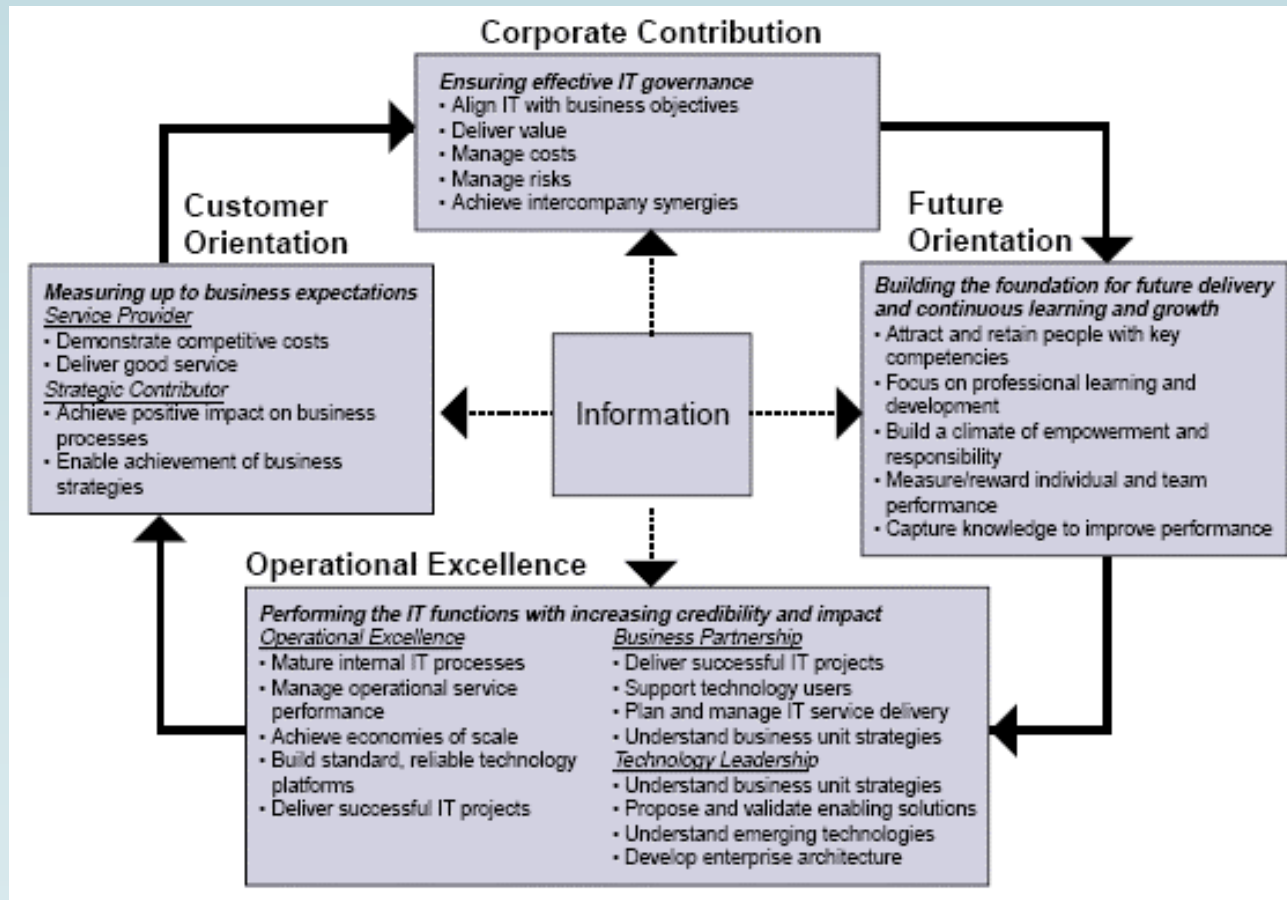 Corporate Contribution
Ensuring effective IT governance
▪ Align IT with business objectives
▪ Deliver value
▪ Manage costs
▪ Manage risks
▪ Achieve intercompany synergies
Customer
Orientation
Measuring up to business expectations
Service Provider
▪ Demonstrate competitive costs
▪ Deliver good service
Strategic Contributor
▪ Achieve positive impact on business
processes
▪ Enable achievement of business
strategies
Information
Future
Orientation
Building the foundation for future delivery
and continuous learning and growth
▪ Attract and retain people with key
competencies
▪ Focus on professional learning and
development
▪ Build a climate of empowerment and
responsibility
▪ Measure/reward individual and team
performance
▪ Capture knowledge to improve performance
Operational Excellence
Performing the IT functions with increasing credibility and impact
Operational Excellence
▪ Mature internal IT processes
▪ Manage operational service
performance
▪ Achieve economies of scale
▪ Build standard, reliable technology
platforms
▪ Deliver successful IT projects
Business Partnership
▪ Deliver successful IT projects
▪ Support technology users
▪ Plan and manage IT service delivery
▪ Understand business unit strategies
Technology Leadership
▪ Understand business unit strategies
▪ Propose and validate enabling solutions
▪ Understand emerging technologies
▪ Develop enterprise architecture